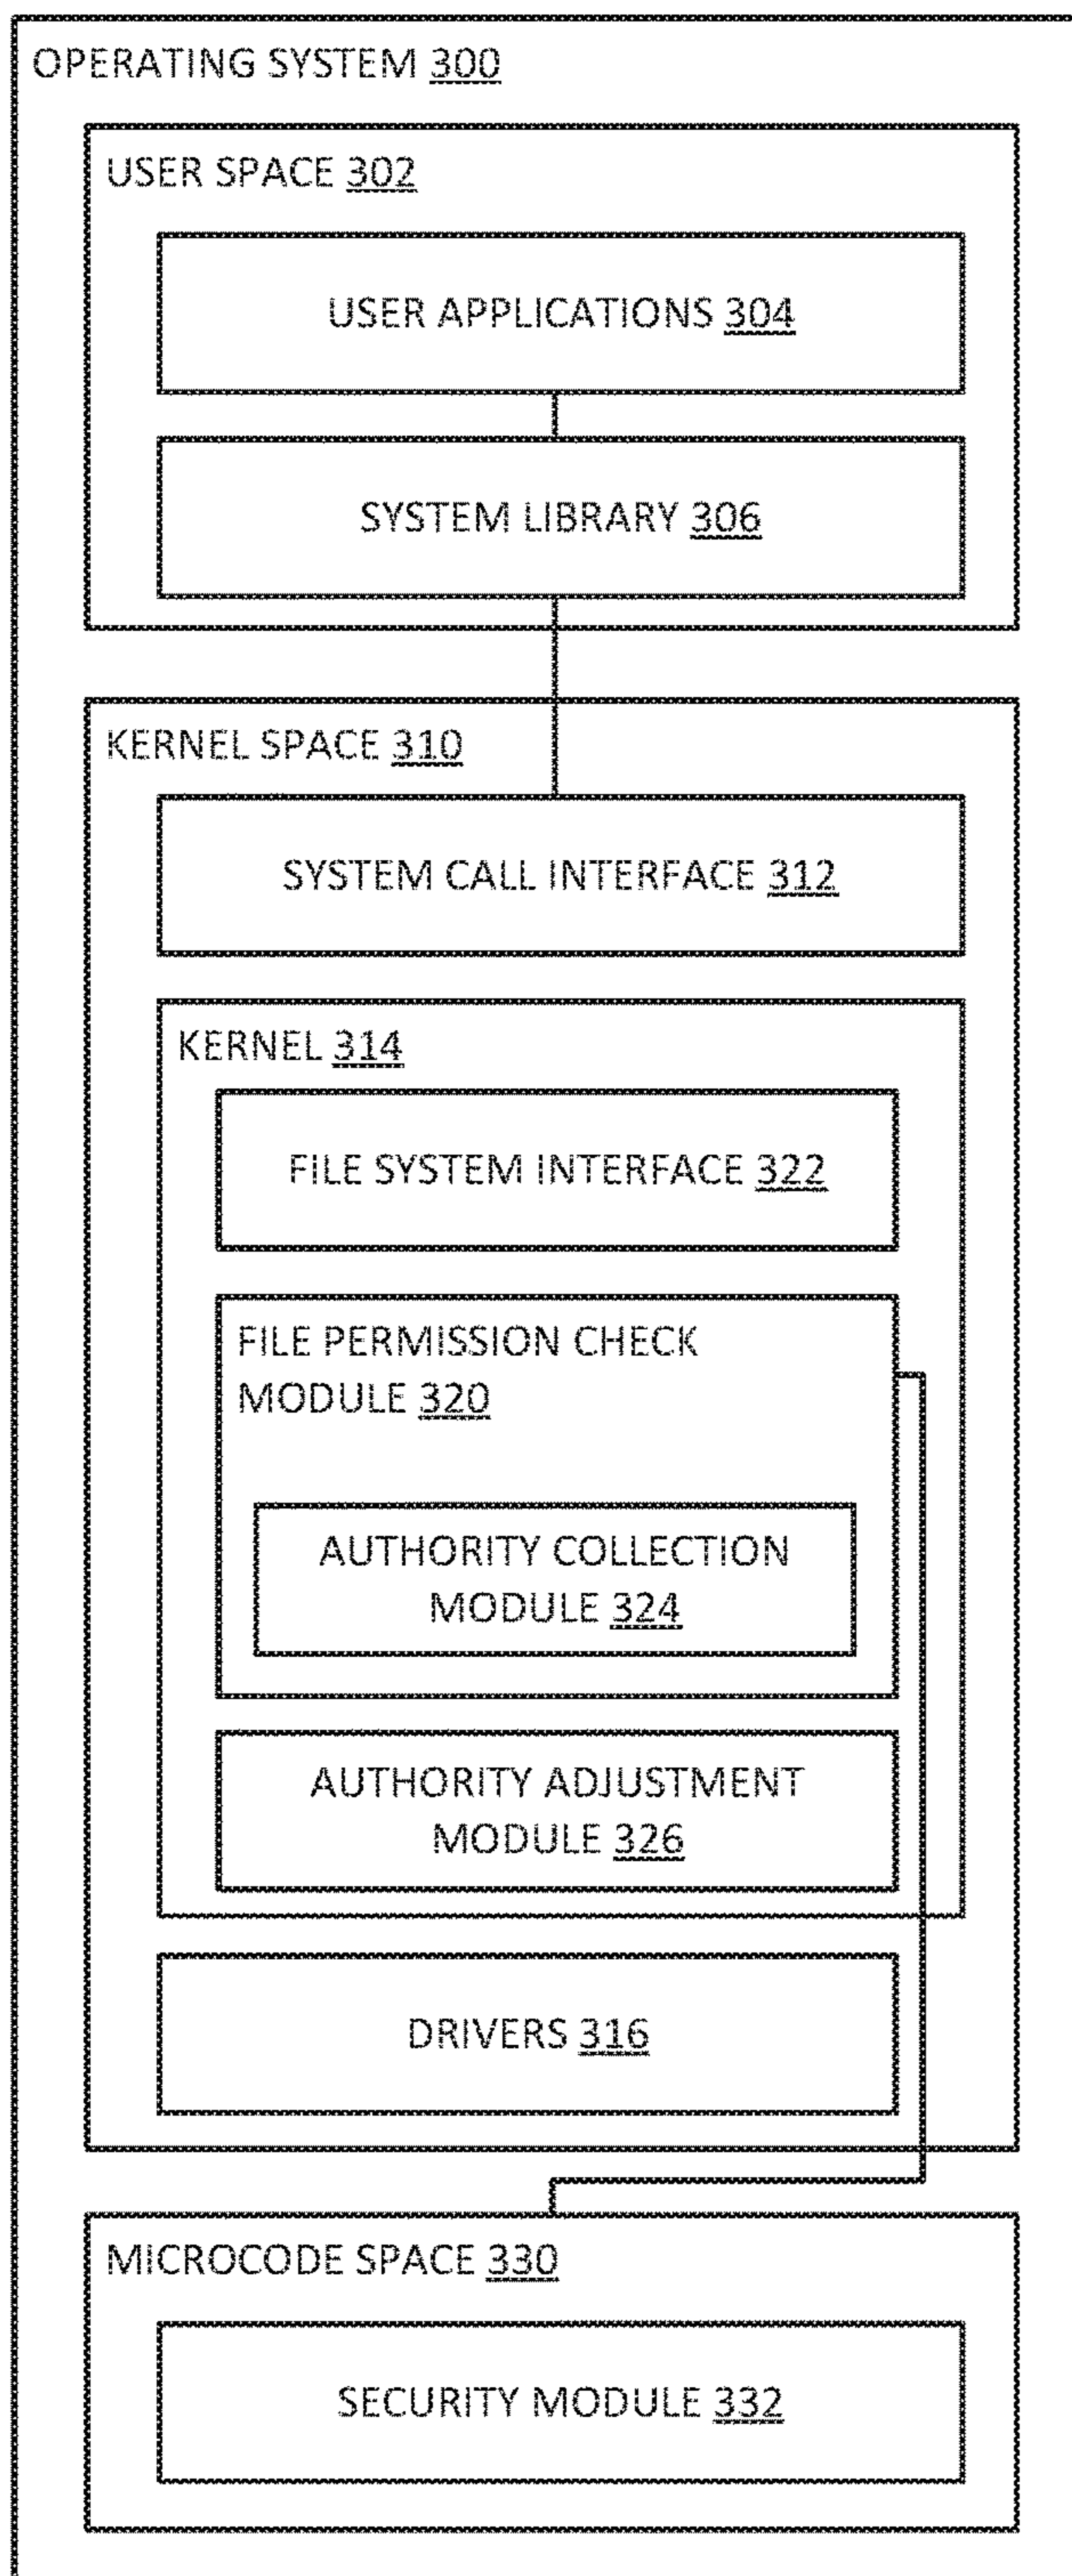 OPERATING SYSTEM 300
USER SPACE 302
USER APPLICATIONS 304
SYSTEM LIBRARY 306
KERNEL SPACE 310
SYSTEM CALL INTERFACE 312
KERNEL 314
FILE SYSTEM INTERFACE 322
FILE PERMISSION CHECK
MODULE 320
AUTHORITY COLLECTION
MODULE 324
AUTHORITY ADJUSTMENT
MODULE 326
DRIVERS 316
MICROCODE SPACE 330
SECURITY MODULE 332